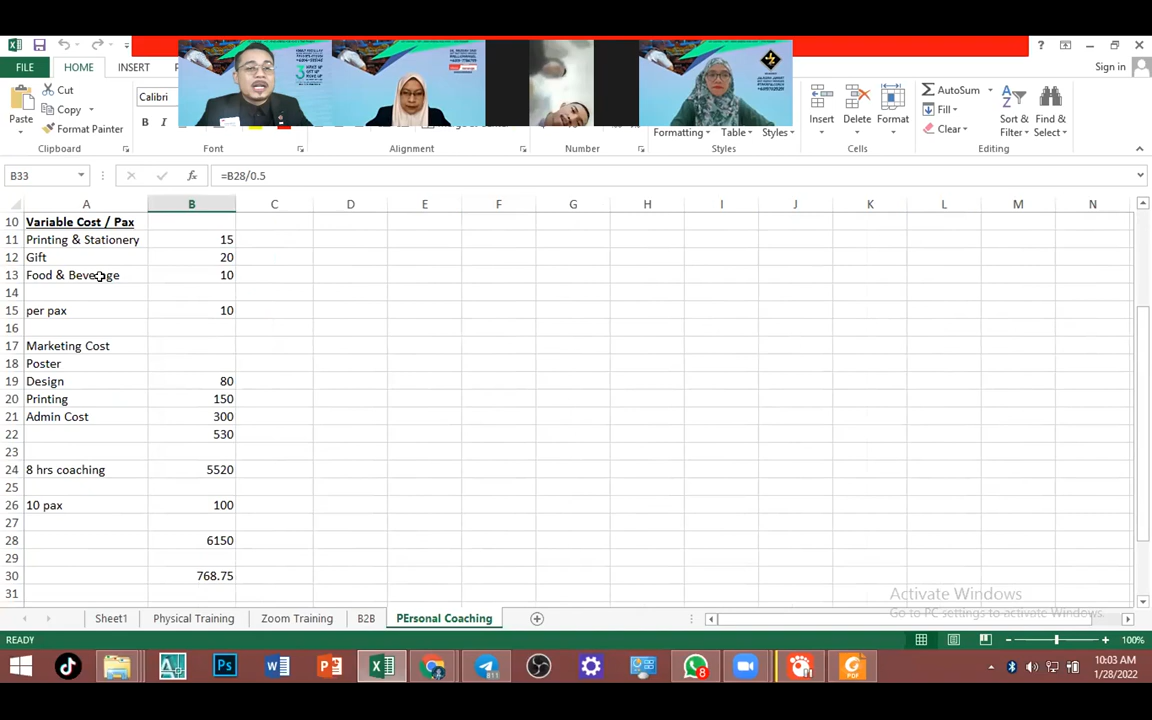 FILE
HOME
INSERT
Sign in
Paste
Cut
Copy
Format Painter
Clipboard
Calibri
B I
Font
Alignment
Number
Formatting
Table
Styles
Styles
Insert
Delete
Format
Cells
AutoSum
Fill
Clear
Sort &
Filter
Find &
Select
Editing
B33
fx
=B28/0.5
A B C D E F G H I J K L M N
10 Variable Cost / Pax
11 Printing & Stationery 15
12 Gift 20
13 Food & Beverage 10
14
15 per pax 10
16
17 Marketing Cost
18 Poster
19 Design 80
20 Printing 150
21 Admin Cost 300
22 530
23
24 8 hrs coaching 5520
25
26 10 pax 100
27
28 6150
29
30 768.75
31
Activate Windows
Go to PC settings to activate Windows.
Sheet1
Physical Training
Zoom Training
B2B
PErsonal Coaching
READY
100%
10:03 AM
1/28/2022